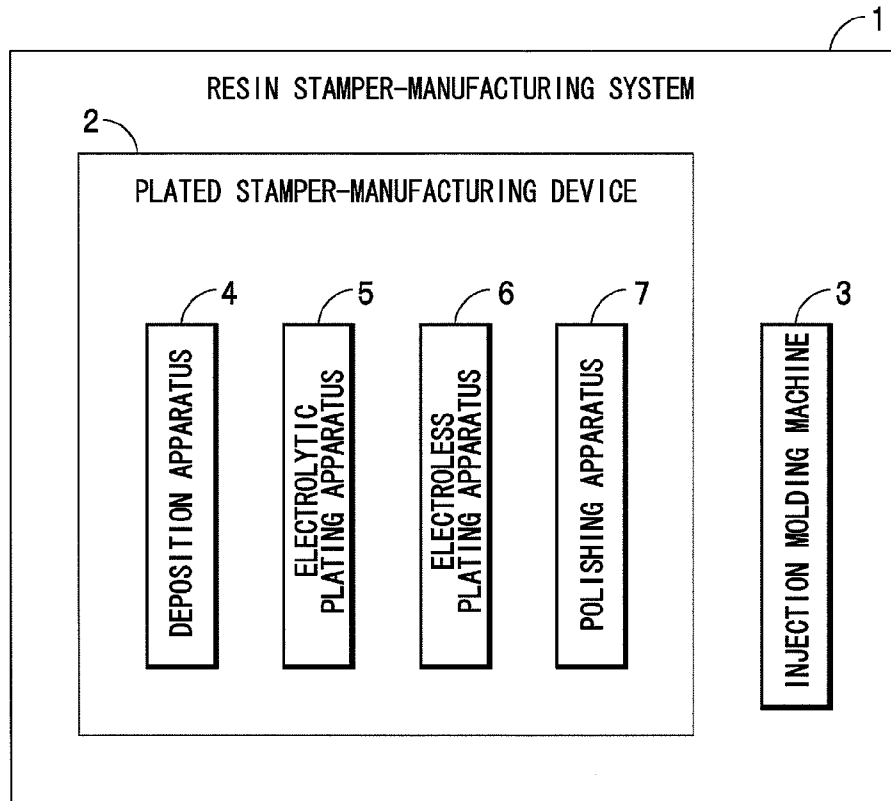 1
RESIN STAMPER-MANUFACTURING SYSTEM
2
PLATED STAMPER-MANUFACTURING DEVICE
4
5
6
7
3
DEPOSITION APPARATUS
ELECTROLYTIC
PLATING APPARATUS
ELECTROLESS
PLATING APPARATUS
POLISHING APPARATUS
INJECTION MOLDING MACHINE